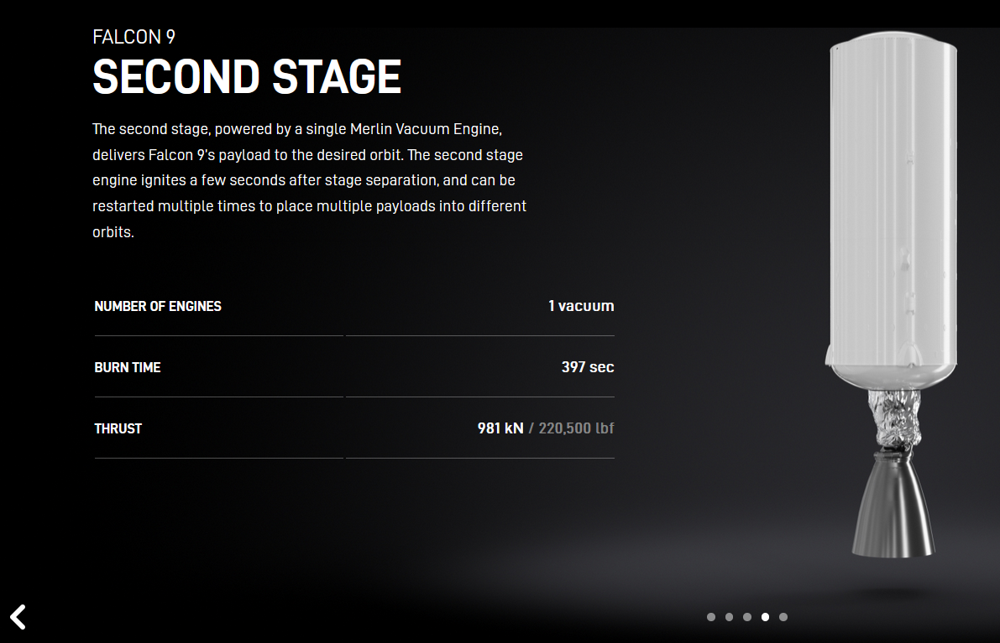 FALCON 9
SECOND STAGE
The second stage, powered by a single Merlin Vacuum Engine,
delivers Falcon 9's payload to the desired orbit. The second stage
engine ignites a few seconds after stage separation, and can be
restarted multiple times to place multiple payloads into different
orbits.
NUMBER OF ENGINES 1 vacuum
BURN TIME 397 sec
THRUST 981 kN / 220,500 lbf